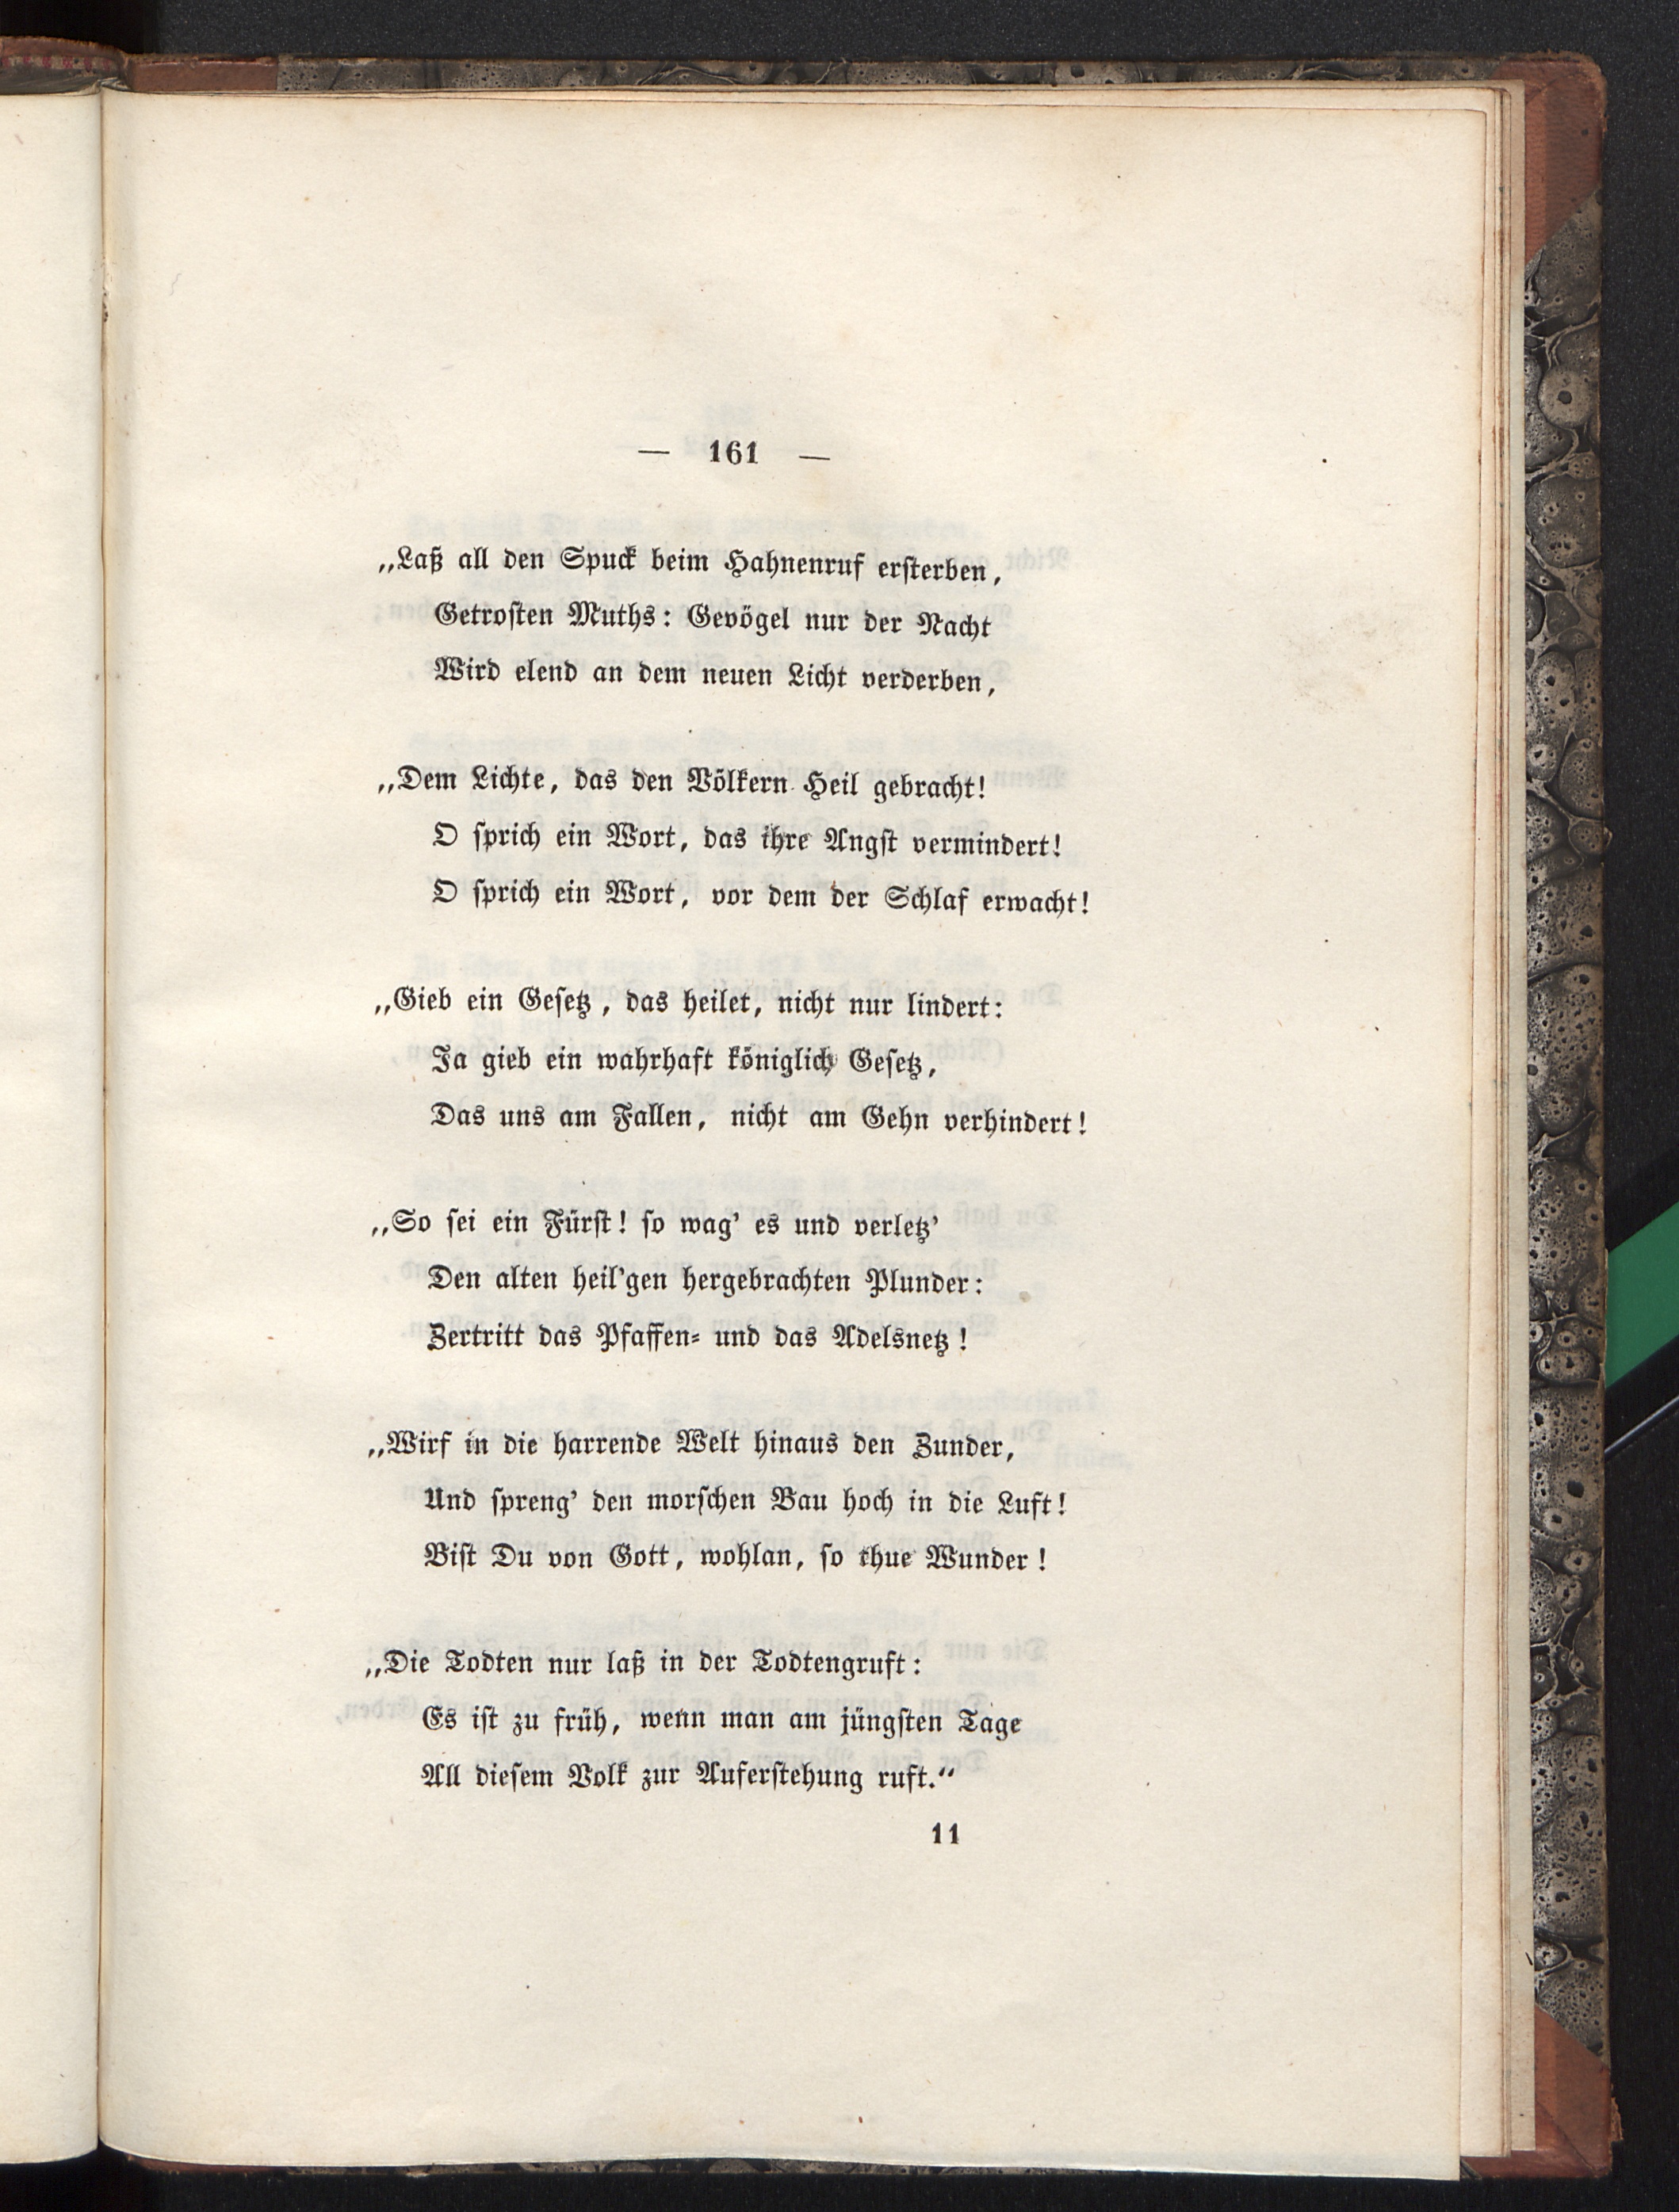 — 161 —
„Laß all den Spuck beim Hahnenruf ersterben,
Getrosten Muths: Gevögel nur der Nacht
Wird elend an dem neuen Licht verderben,
„Dem Lichte, das den Völkern Heil gebracht!
O sprich ein Wort, das ihre Angst vermindert!
O sprich ein Wort, vor dem der Schlaf erwacht!
„Gieb ein Gesetz, das heilet, nicht nur lindert:
Ja gieb ein wahrhaft königlich Gesetz,
Das uns am Fallen, nicht am Gehn verhindert!
„So sei ein Fürst! so wag' es und verletz'
Den alten heil'gen hergebrachten Plunder:
Zertritt das Pfaffen- und das Adelsnetz!
„Wirf in die harrende Welt hinaus den Zunder,
Und spreng' den morschen Bau hoch in die Luft!
Bist Du von Gott, wohlan, so thue Wunder!
„Die Todten nur laß in der Todtengruft:
Es ist zu früh, wenn man am jüngsten Tage
All diesem Volk zur Auferstehung ruft.“
11